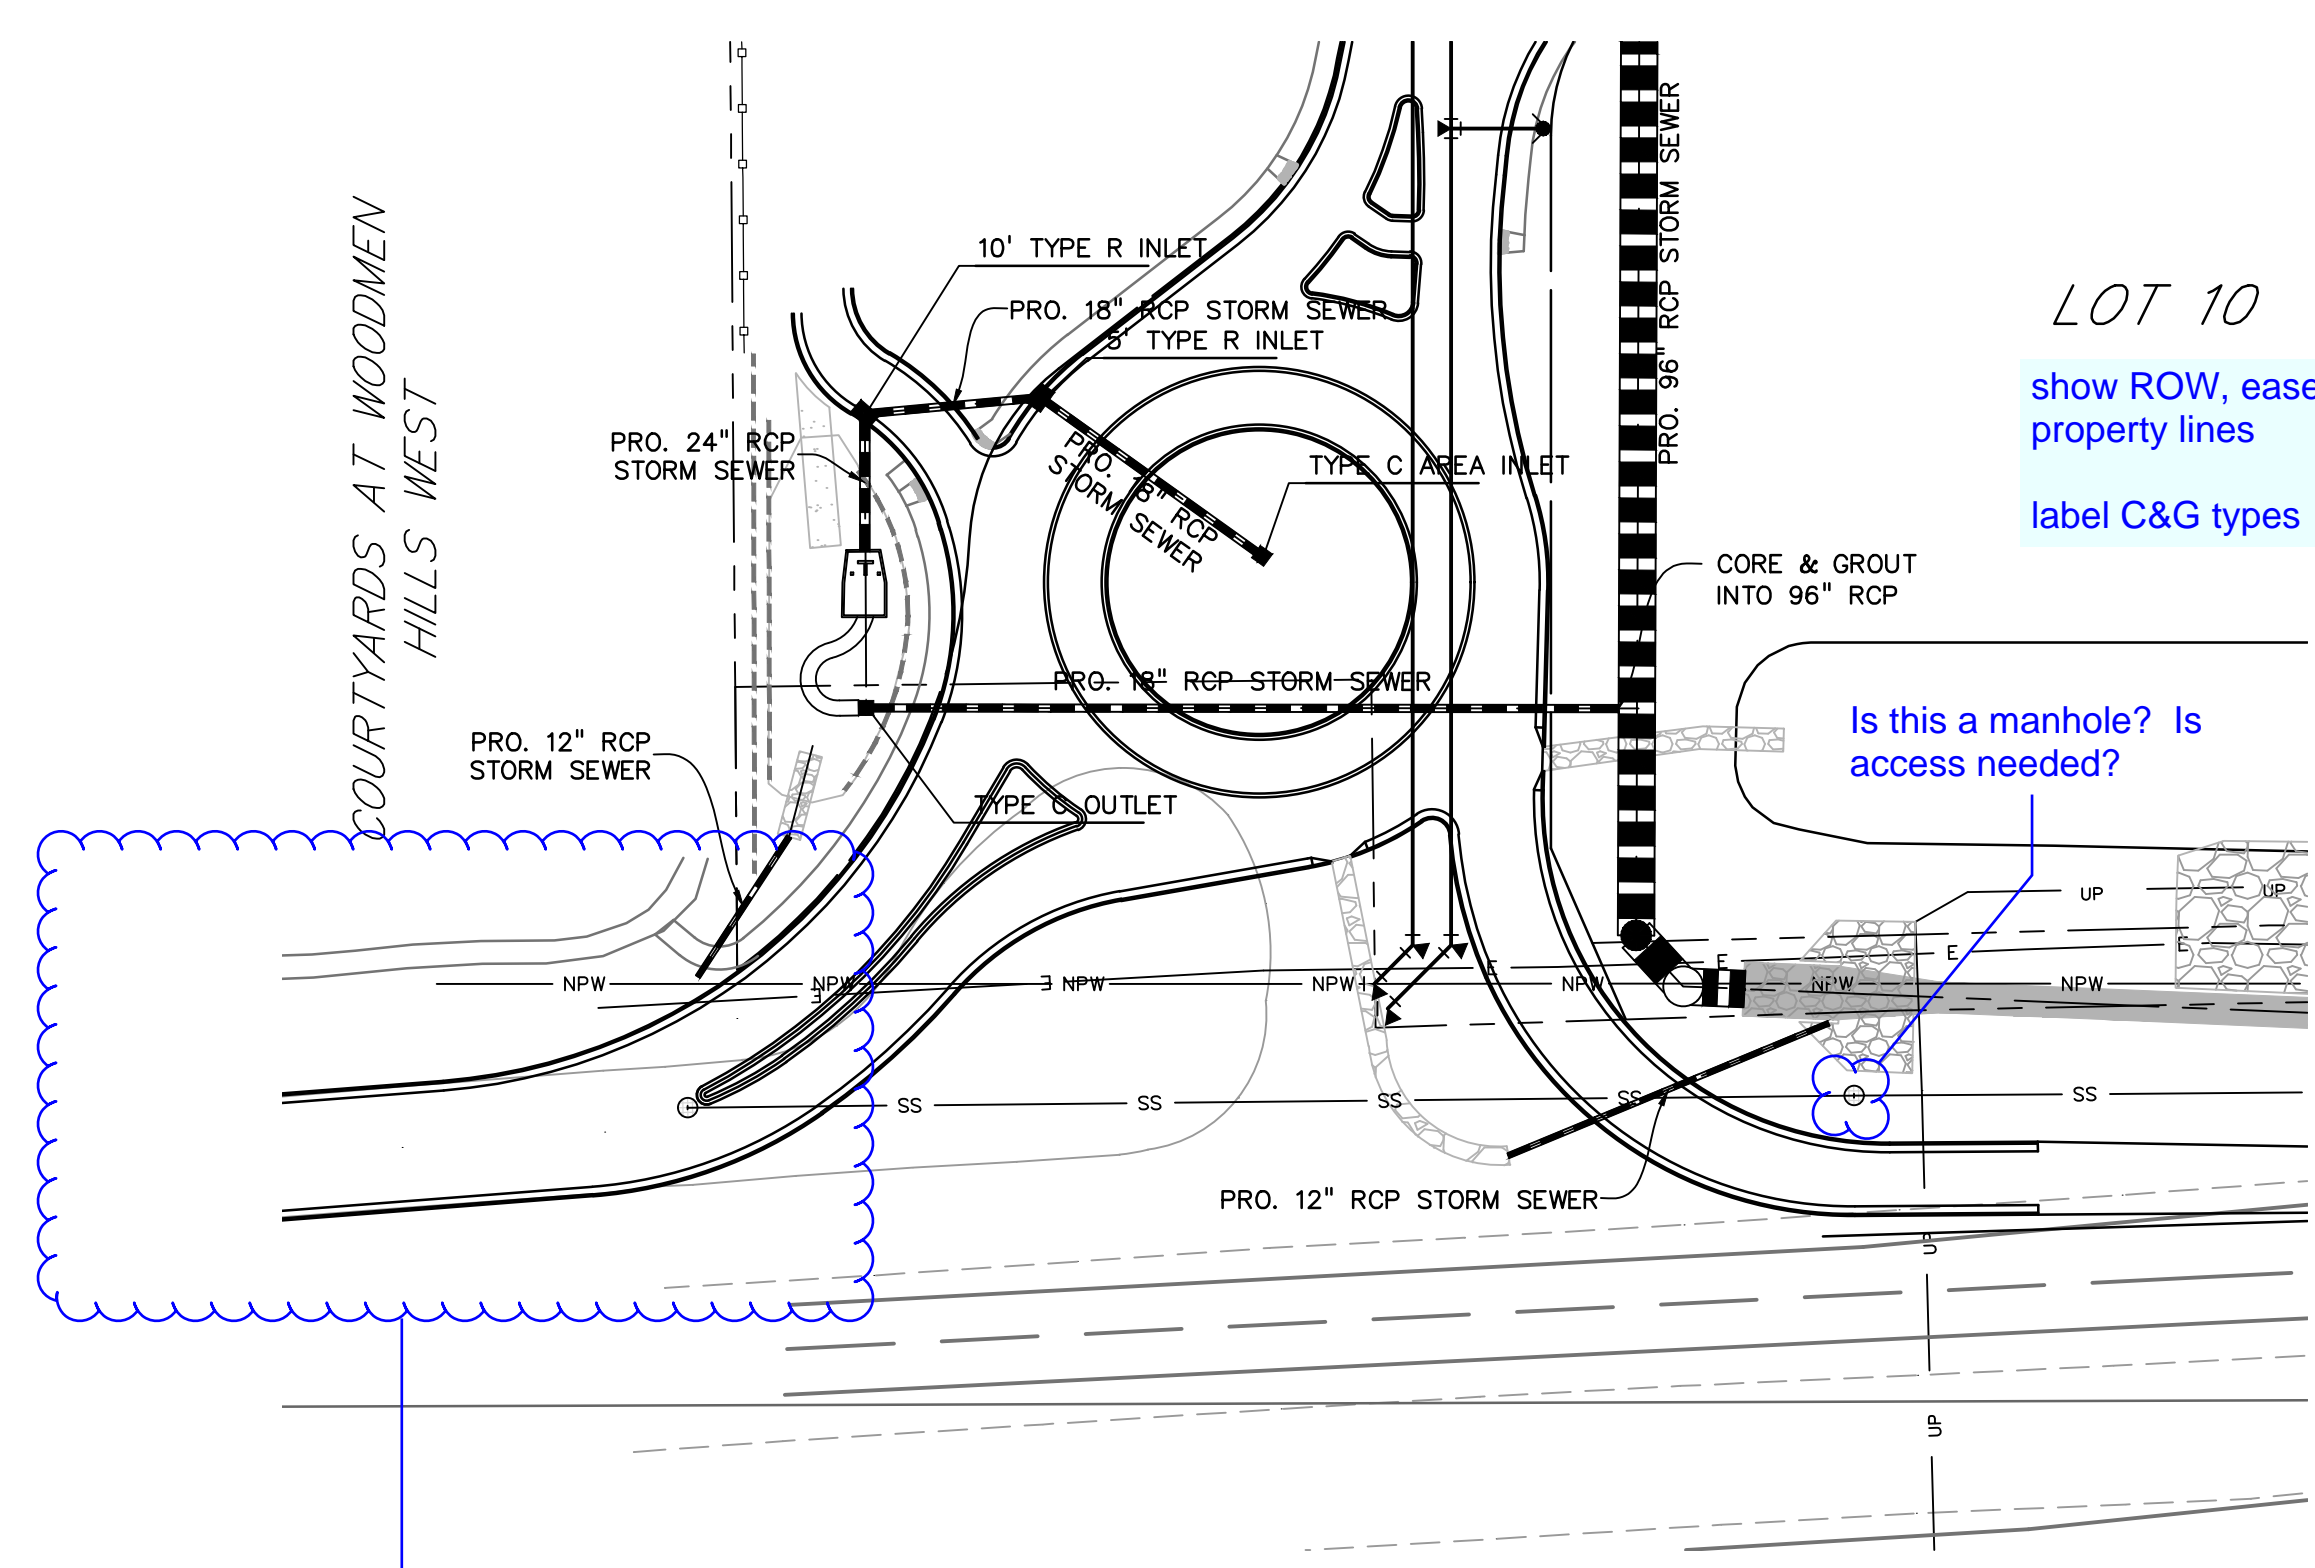 COURTYARDS AT WOODMEN
HILLS WEST
10' TYPE R INLET
PRO. 18" RCP STORM SEWER
5' TYPE R INLET
PRO. 24" RCP
STORM SEWER
PRO. 18" RCP
STORM SEWER
TYPE C AREA INLET
PRO. 96" RCP STORM SEWER
LOT 10
show ROW,
property lines
label C&G types
CORE & GROUT
INTO 96" RCP
PRO. 18" RCP STORM SEWER
Is this a manhole? Is
access needed?
PRO. 12" RCP
STORM SEWER
TYPE C OUTLET
UP
UP
E
E
E
E
E
E
NPW
NPW
NPW
NPW
NPW
NPW
NPW
SS
SS
SS
SS
SS
PRO. 12" RCP STORM SEWER
UP
UP